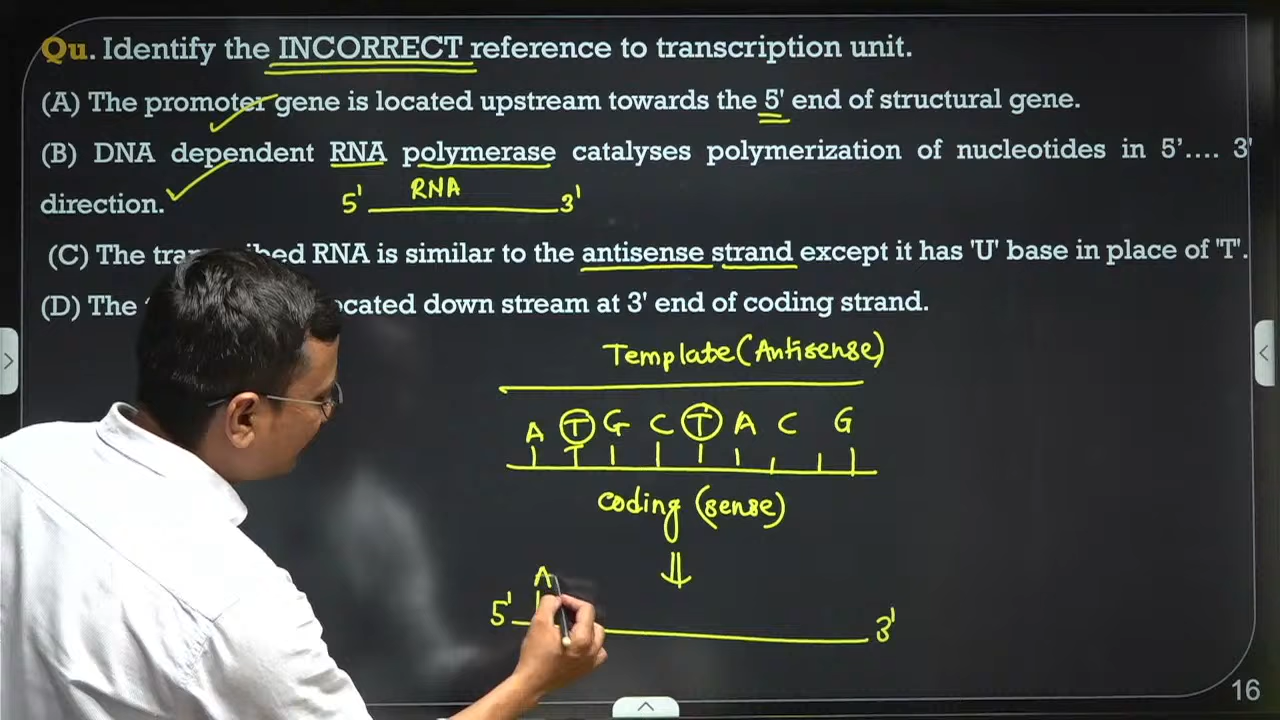 Qu. Identify the INCORRECT reference to transcription unit.
(A) The promoter gene is located upstream towards the 5' end of structural gene.
(B) DNA dependent RNA polymerase catalyses polymerization of nucleotides in 5'.... 3'
direction.
5' RNA 3'
(C) The RNA is similar to the antisense strand except it has 'U' base in place of 'T'.
(D) The down stream at 3' end of coding strand.
Template (Antisense)
A T G C T A C G
coding (sense)
A
5' 3'
16